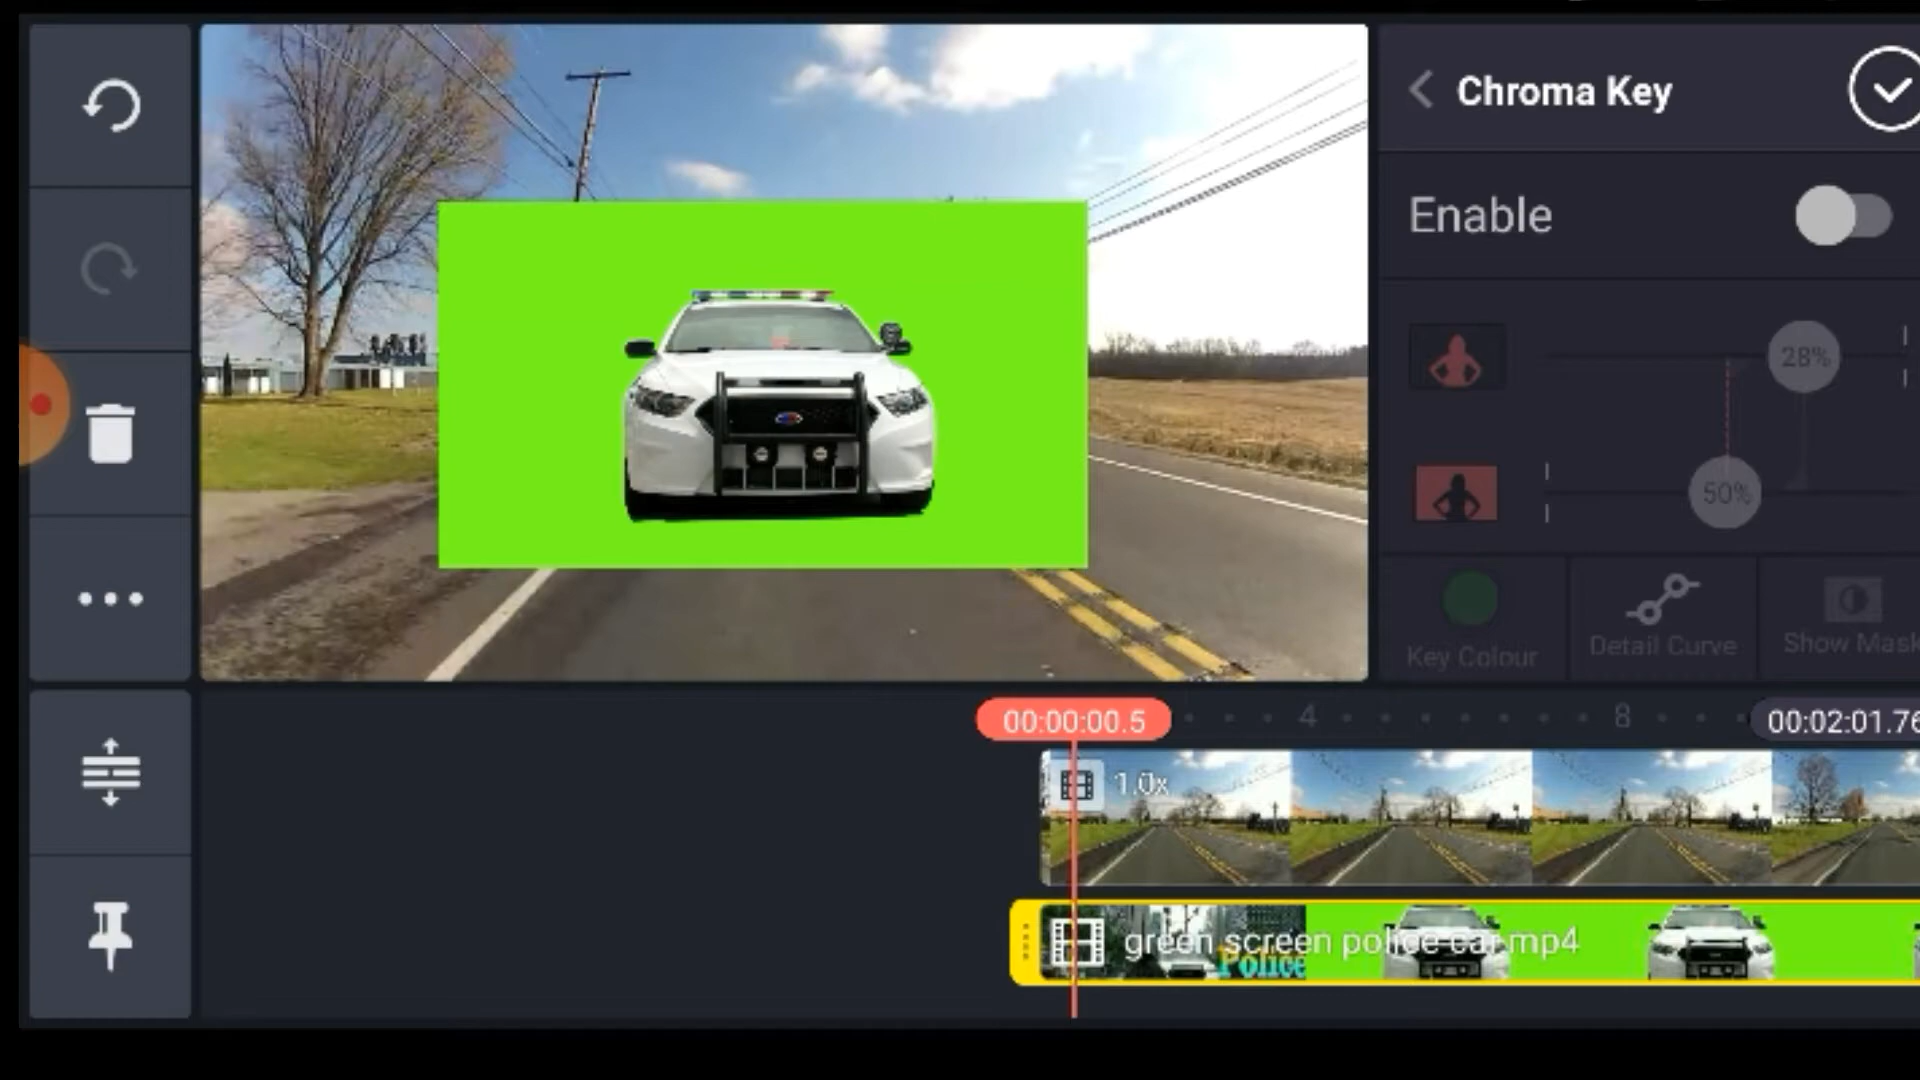 Chroma Key
Enable
28%
50%
Key Colour
Detail Curve
Show Mask
00:00:00.5
4
8
00:02:01.76
1.0x
green screen police car.mp4
Police